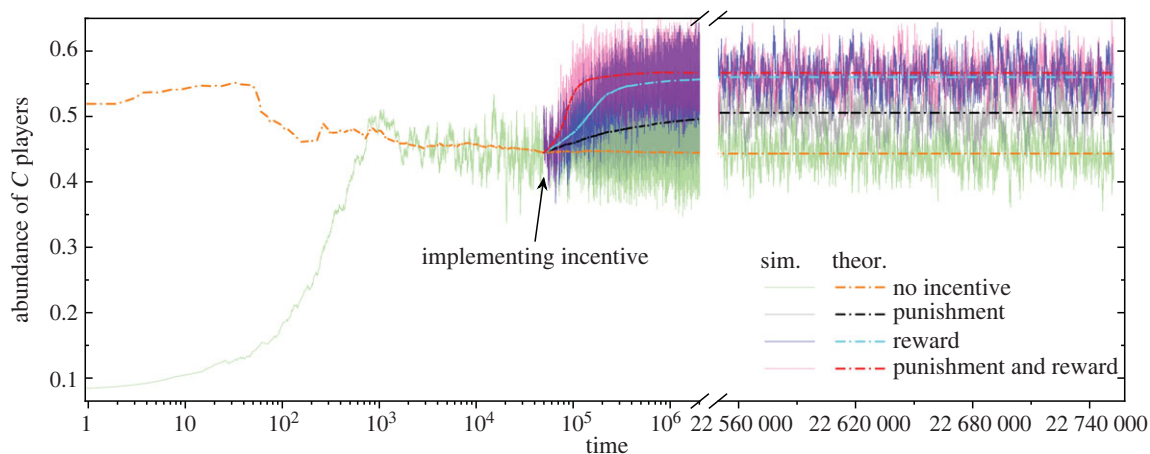 abundance of C players
0.6
0.5
0.4
0.3
0.2
0.1
implementing incentive
sim. theor.
no incentive
punishment
reward
punishment and reward
1 10 10² 10³ 10⁴ 10⁵ 10⁶ 22 560 000 22 620 000 22 680 000 22 740 000
time